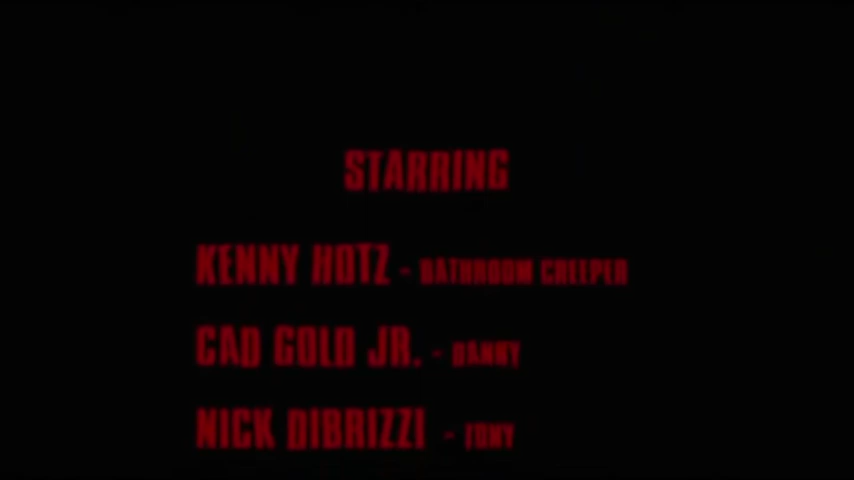 STARRING
KENNY HOTZ - BATHROOM CREEPER
CAD GOLD JR. - DANNY
NICK DIBRIZZI - TONY